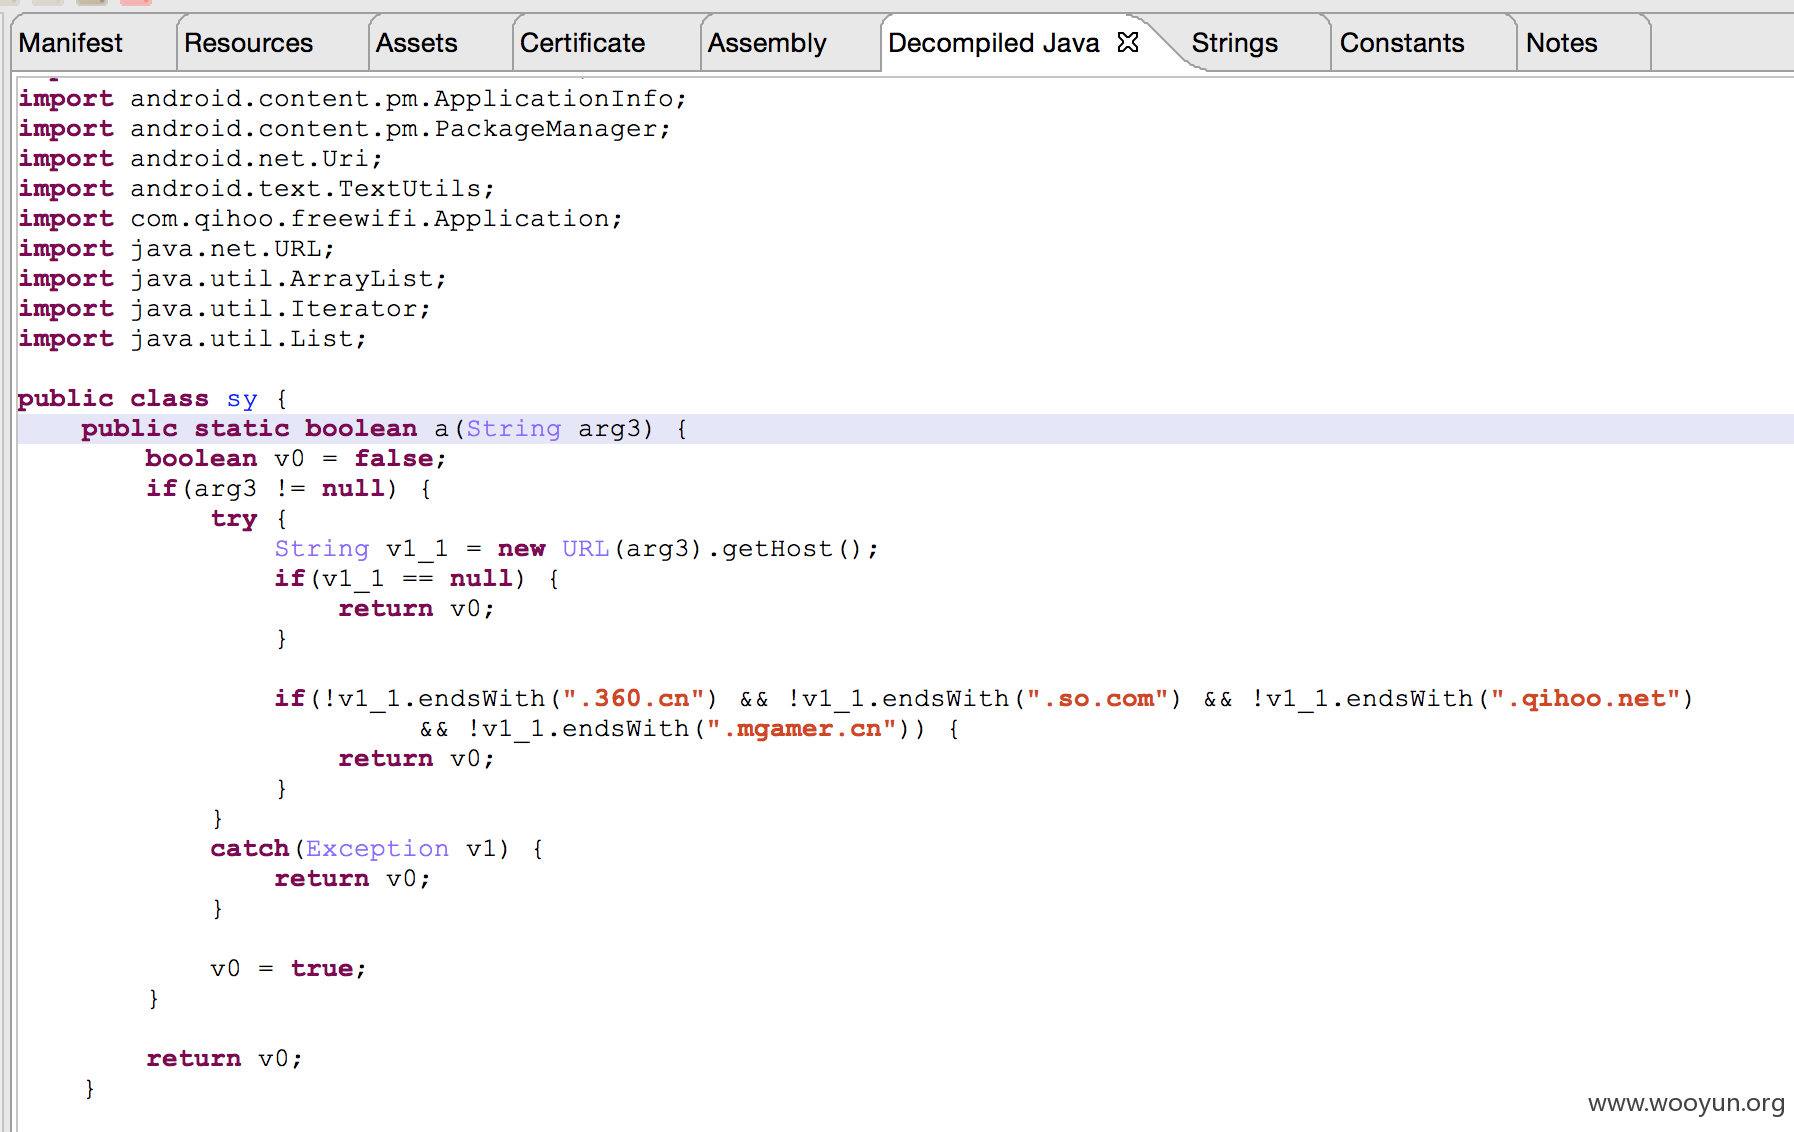 Manifest Resources Assets Certificate Assembly Decompiled Java Strings Constants Notes
import android.content.pm.ApplicationInfo;
import android.content.pm.PackageManager;
import android.net.Uri;
import android.text.TextUtils;
import com.qihoo.freewifi.Application;
import java.net.URL;
import java.util.ArrayList;
import java.util.Iterator;
import java.util.List;
public class sy {
public static boolean a(String arg3) {
boolean v0 = false;
if(arg3 != null) {
try {
String v1_1 = new URL(arg3).getHost();
if(v1_1 == null) {
return v0;
}
if(!v1_1.endsWith(".360.cn") && !v1_1.endsWith(".so.com") && !v1_1.endsWith(".qihoo.net")
&& !v1_1.endsWith(".mgamer.cn")) {
return v0;
}
}
catch(Exception v1) {
return v0;
}
v0 = true;
}
return v0;
}
www.wooyun.org